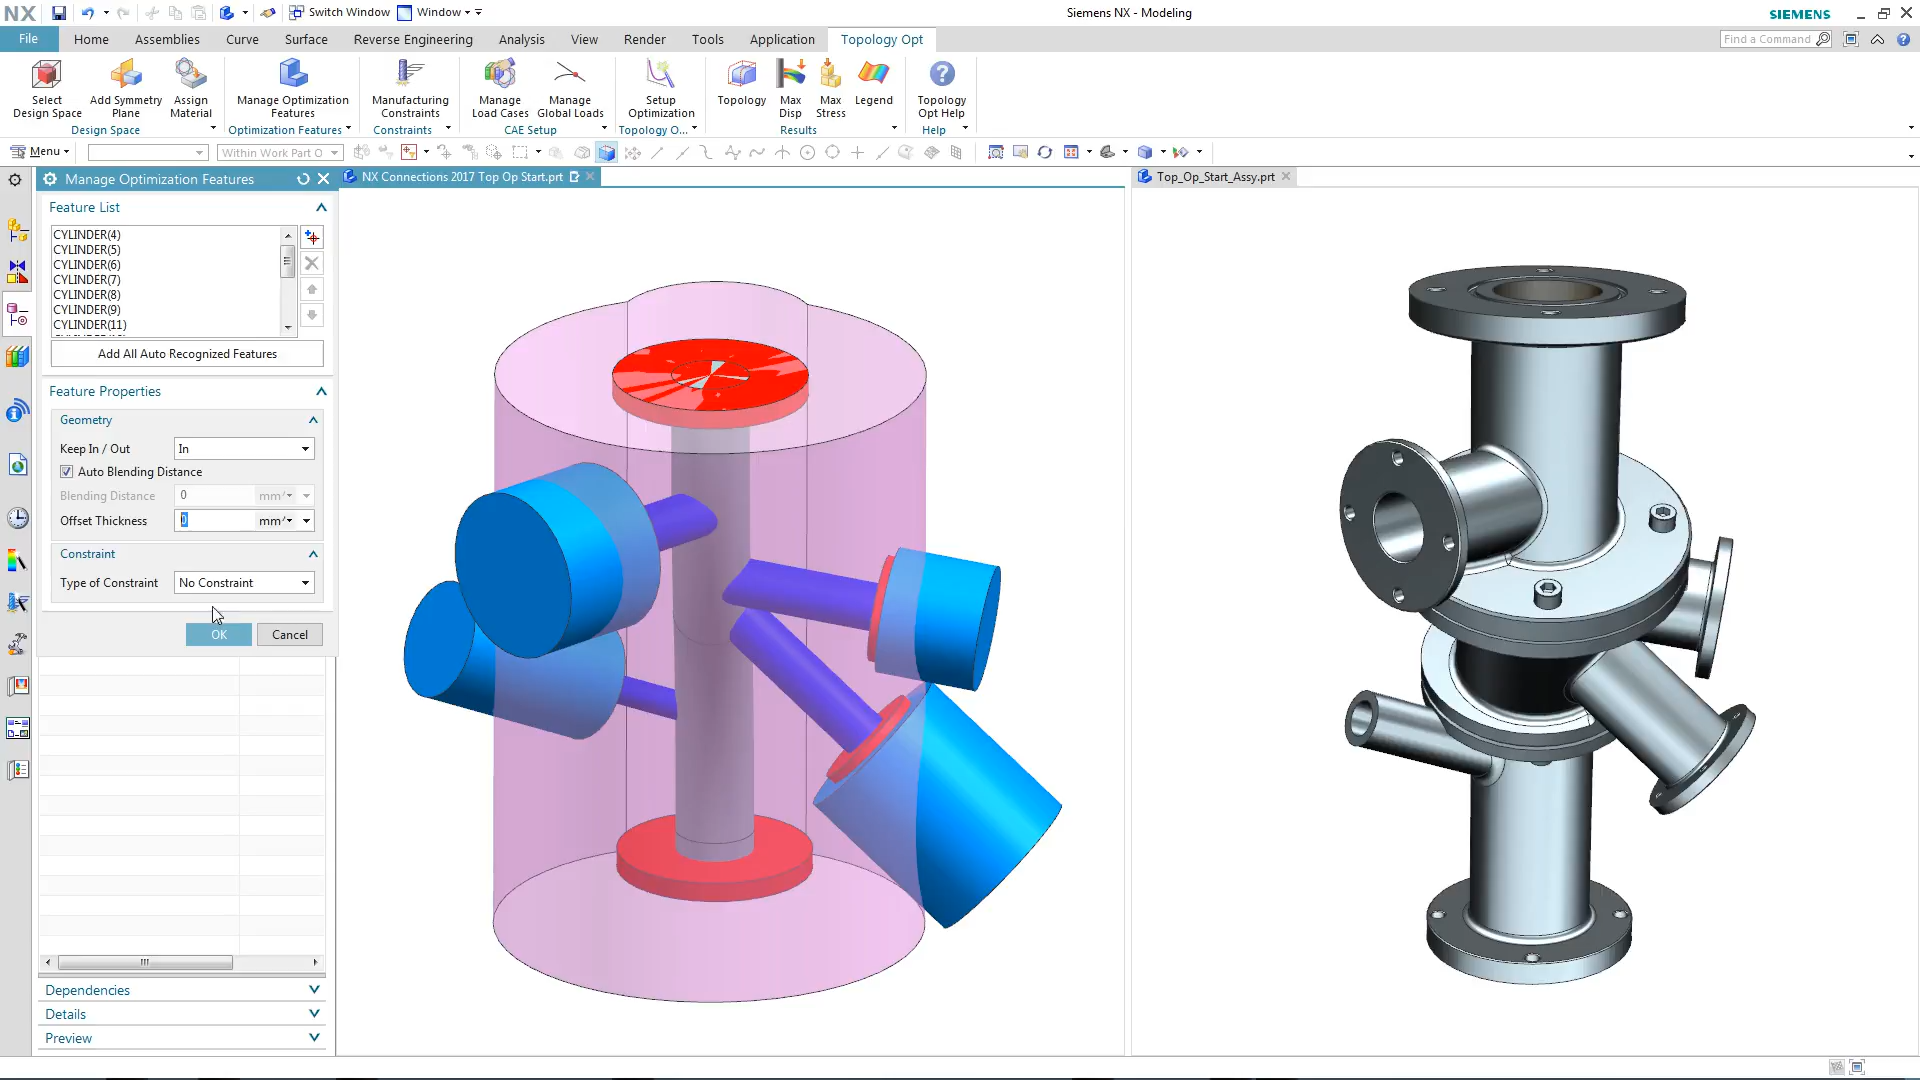 NX
Switch Window
Window
Siemens NX - Modeling
SIEMENS
File
Home
Assemblies
Curve
Surface
Reverse Engineering
Analysis
View
Render
Tools
Application
Topology Opt
Find a Command
Select
Design Space
Add Symmetry
Plane
Assign
Material
Manage Optimization
Features
Manufacturing
Constraints
Manage
Load Cases
Manage
Global Loads
Setup
Optimization
Topology
Max
Disp
Max
Stress
Legend
Topology
Opt Help
Design Space
Optimization Features
Constraints
CAE Setup
Topology O...
Results
Help
Menu
Within Work Part O
Manage Optimization Features
NX Connections 2017 Top Op Start.prt
Top_Op_Start_Assy.prt
Feature List
CYLINDER(4)
CYLINDER(5)
CYLINDER(6)
CYLINDER(7)
CYLINDER(8)
CYLINDER(9)
CYLINDER(11)
Add All Auto Recognized Features
Feature Properties
Geometry
Keep In / Out
In
Auto Blending Distance
Blending Distance
0
mm
Offset Thickness
0
mm
Constraint
Type of Constraint
No Constraint
OK
Cancel
Dependencies
Details
Preview